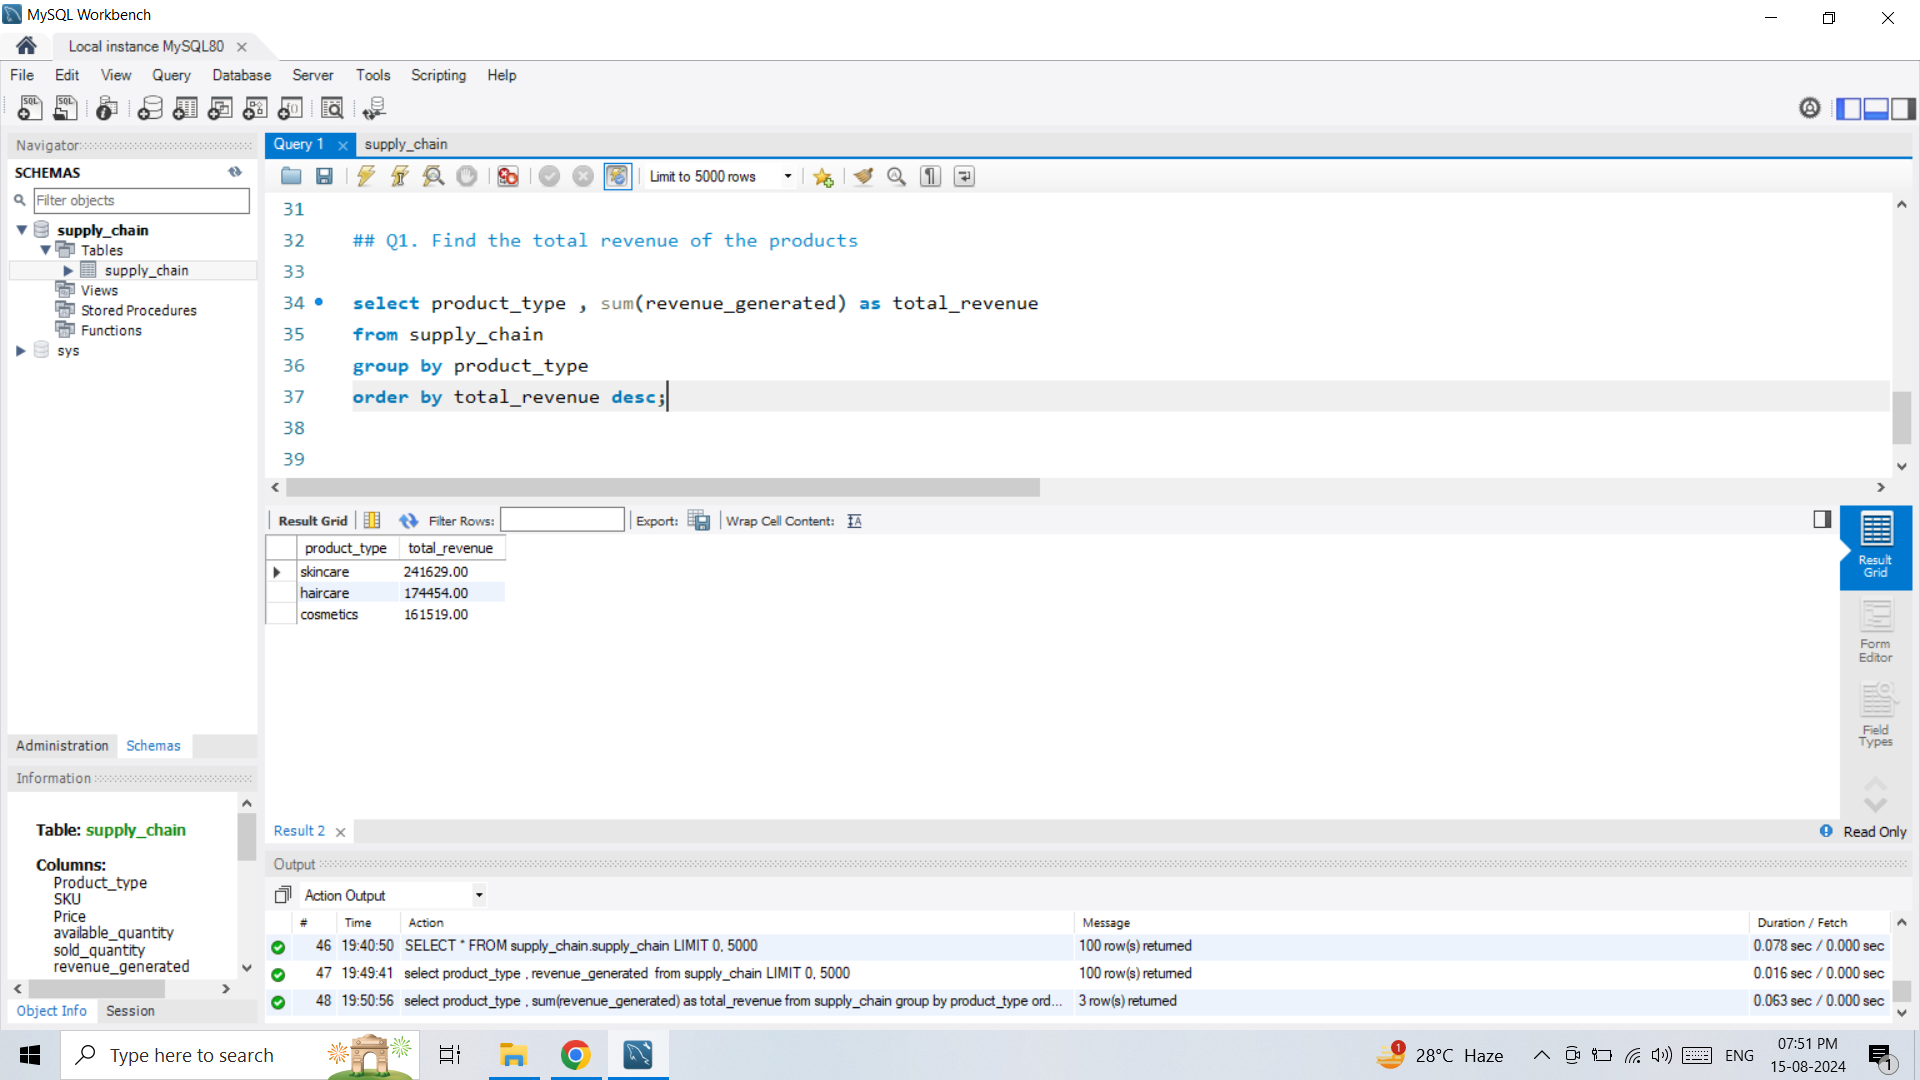 MySQL Workbench
Local instance MySQL80
File Edit View Query Database Server Tools Scripting Help
Navigator
SCHEMAS
Filter objects
supply_chain
Tables
supply_chain
Views
Stored Procedures
Functions
sys
Administration Schemas
Information
Table: supply_chain
Columns:
Product_type
SKU
Price
available_quantity
sold_quantity
revenue_generated
Object Info Session
Query 1 supply_chain
Limit to 5000 rows
31
32 ## Q1. Find the total revenue of the products
33
34 select product_type , sum(revenue_generated) as total_revenue
35 from supply_chain
36 group by product_type
37 order by total_revenue desc;
38
39
Result Grid Filter Rows: Export: Wrap Cell Content:
product_type total_revenue
skincare 241629.00
haircare 174454.00
cosmetics 161519.00
Result Grid
Form Editor
Field Types
Result 2 Read Only
Output
Action Output
# Time Action Message Duration / Fetch
46 19:40:50 SELECT * FROM supply_chain.supply_chain LIMIT 0, 5000 100 row(s) returned 0.078 sec / 0.000 sec
47 19:49:41 select product_type , revenue_generated from supply_chain LIMIT 0, 5000 100 row(s) returned 0.016 sec / 0.000 sec
48 19:50:56 select product_type , sum(revenue_generated) as total_revenue from supply_chain group by product_type ord... 3 row(s) returned 0.063 sec / 0.000 sec
Type here to search
1 28°C Haze ENG 07:51 PM
15-08-2024 1